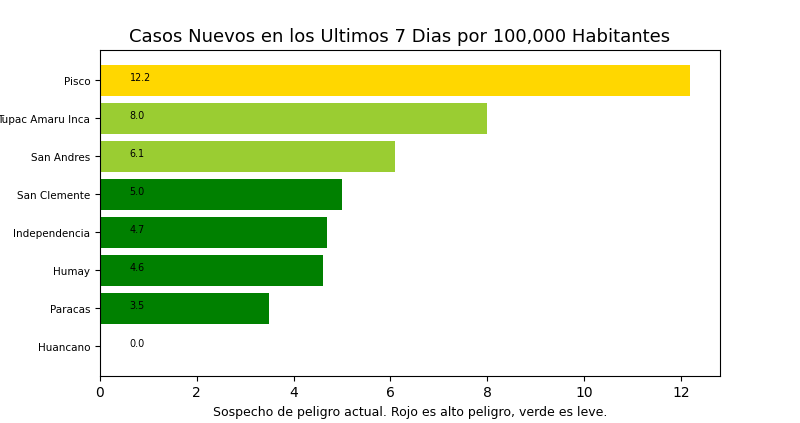 Casos Nuevos en los Ultimos 7 Dias por 100,000 Habitantes
Pisco 12.2
Tupac Amaru Inca 8.0
San Andres 6.1
San Clemente 5.0
Independencia 4.7
Humay 4.6
Paracas 3.5
Huancano 0.0
0 2 4 6 8 10 12
Sospecho de peligro actual. Rojo es alto peligro, verde es leve.